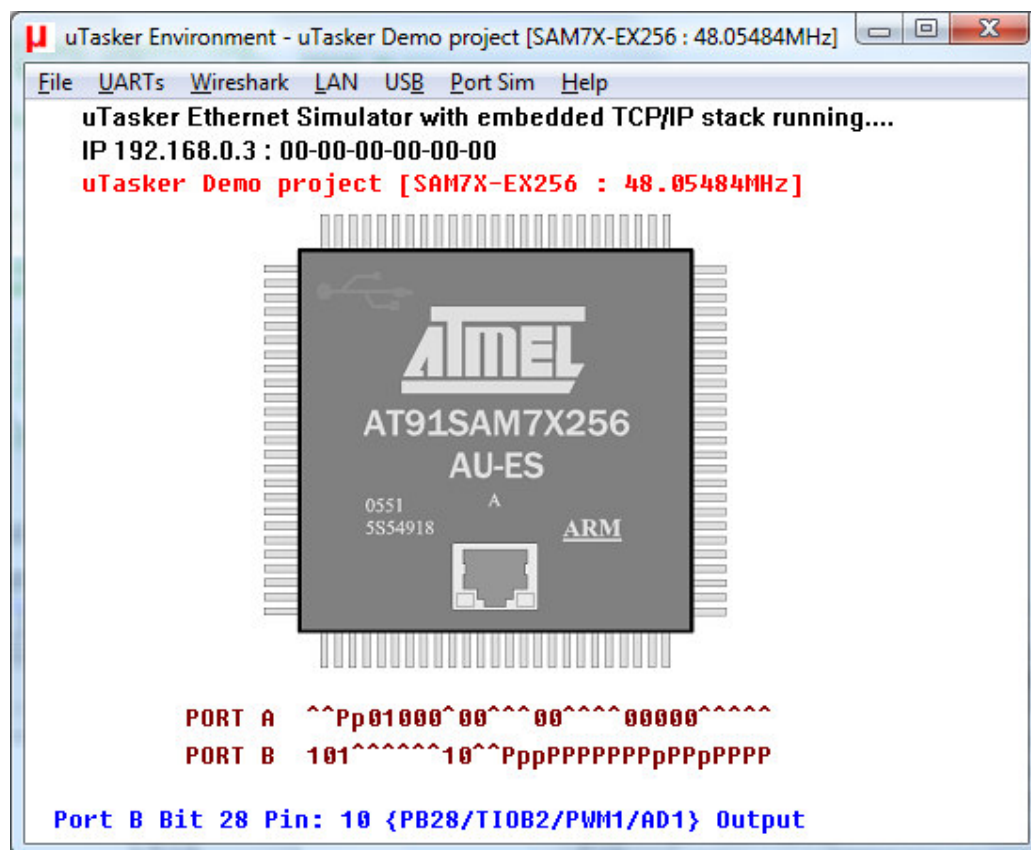 μ uTasker Environment - uTasker Demo project [SAM7X-EX256 : 48.05484MHz]
File UARTs Wireshark LAN USB Port Sim Help
uTasker Ethernet Simulator with embedded TCP/IP stack running....
IP 192.168.0.3 : 00-00-00-00-00-00
uTasker Demo project [SAM7X-EX256 : 48.05484MHz]
ATMEL
AT91SAM7X256
AU-ES
0551 A
5S54918 ARM
PORT A ^^Pp01000^00^^^00^^^^00000^^^^^
PORT B 101^^^^^^10^^PppPPPPPPPpPPpPPPP
Port B Bit 28 Pin: 10 {PB28/TIOB2/PWM1/AD1} Output